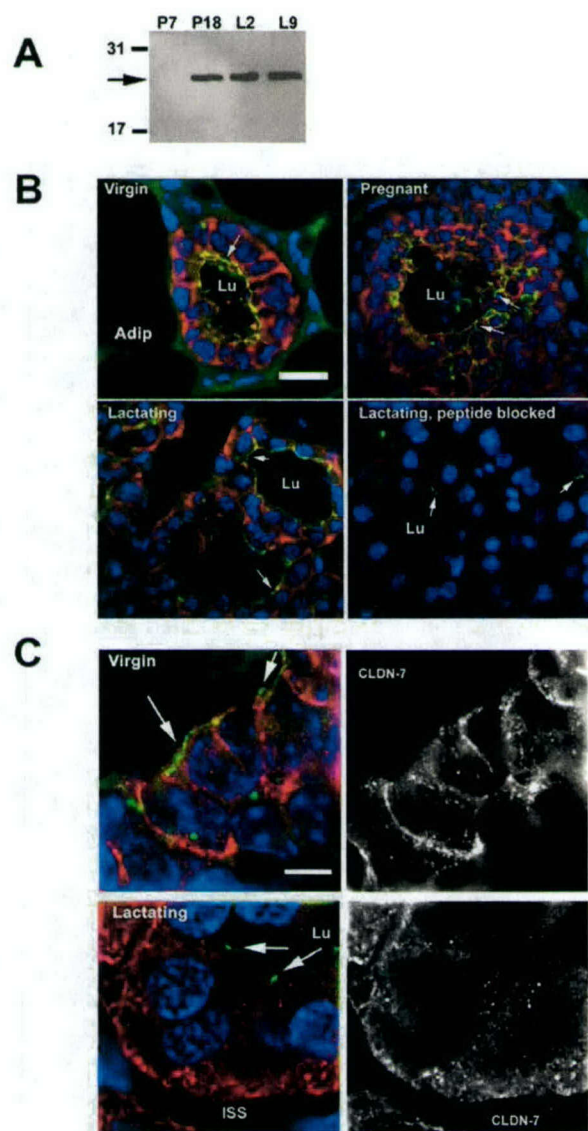 A
P7 P18 L2 L9
31
17
B
Virgin
Lu
Adip
Pregnant
Lu
Lactating
Lu
Lactating, peptide blocked
Lu
C
Virgin
CLDN-7
Lactating
Lu
ISS
CLDN-7